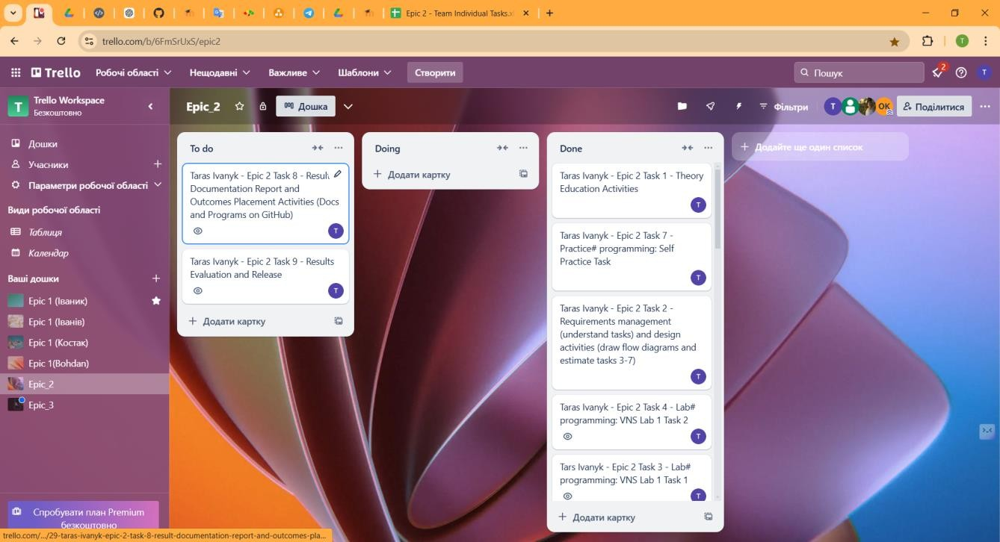 Epic 2 - Team Individual Tasks.xl
trello.com/b/6FmSrUxS/epic2
T
Trello
Робочі області
Нещодавні
Важливе
Шаблони
Створити
Пошук
2
T
T
Trello Workspace
Безкоштовно
Epic_2
Дошка
Фільтри
T
OK
Поділитися
Дошки
Учасники
Параметри робочої області
Види робочої області
Таблиця
Календар
Ваші дошки
Epic 1 (Іваник)
Epic 1 (Іванів)
Epic 1 (Костак)
Epic 1(Bohdan)
Epic_2
Epic_3
Спробувати план Premium
безкоштовно
trello.com/.../29-taras-ivanyk-epic-2-task-8-result-documentation-report-and-outcomes-pla...
To do
Taras Ivanyk - Epic 2 Task 8 - Result
Documentation Report and
Outcomes Placement Activities (Docs
and Programs on GitHub)
T
Taras Ivanyk - Epic 2 Task 9 - Results
Evaluation and Release
T
Додати картку
Doing
Додати картку
Done
Taras Ivanyk - Epic 2 Task 1 - Theory
Education Activities
T
Taras Ivanyk - Epic 2 Task 7 -
Practice# programming: Self
Practice Task
T
Taras Ivanyk - Epic 2 Task 2 -
Requirements management
(understand tasks) and design
activities (draw flow diagrams and
estimate tasks 3-7)
T
Taras Ivanyk - Epic 2 Task 4 - Lab#
programming: VNS Lab 1 Task 2
T
Tars Ivanyk - Epic 2 Task 3 - Lab#
programming: VNS Lab 1 Task 1
T
Додати картку
Додайте ще один список